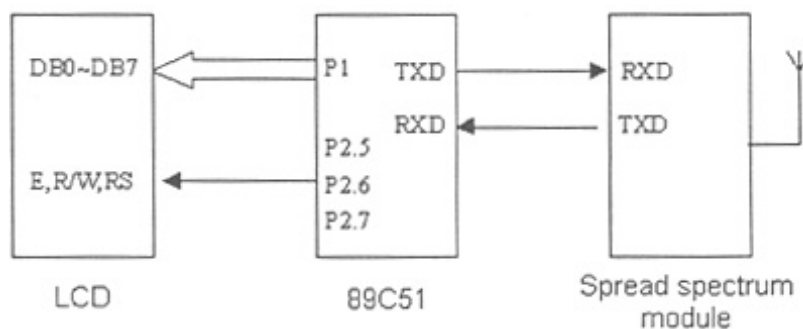 DB0~DB7
E,R/W,RS
LCD
P1
TXD
RXD
P2.5
P2.6
P2.7
89C51
RXD
TXD
Spread spectrum
module